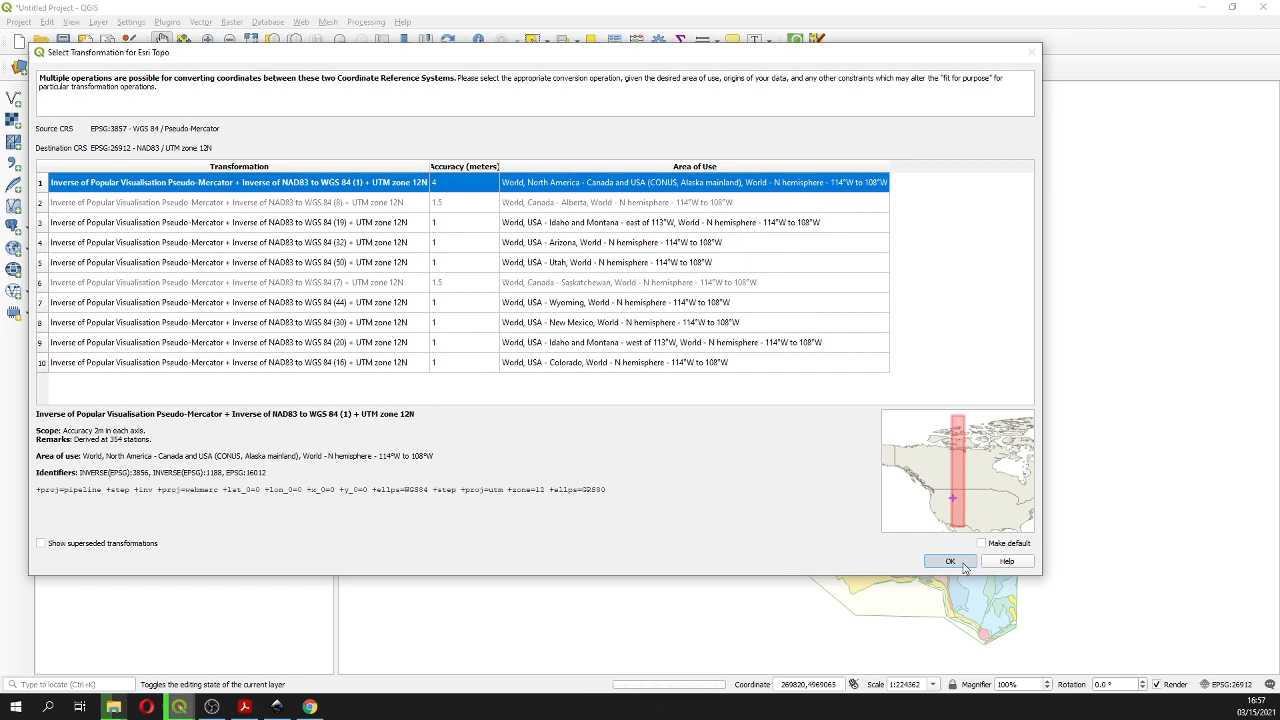 *Untitled Project - QGIS
Project Edit View Layer Settings Plugins Vector Raster Database Web Mesh Processing Help
Select Transformation for Esri Topo
Multiple operations are possible for converting coordinates between these two Coordinate Reference Systems. Please select the appropriate conversion operation, given the desired area of use, origins of your data, and any other constraints which may alter the "fit for purpose" for
particular transformation operations.
Source CRS EPSG:3857 - WGS 84 / Pseudo-Mercator
Destination CRS EPSG:26912 - NAD83 / UTM zone 12N
Transformation Accuracy (meters) Area of Use
1 Inverse of Popular Visualisation Pseudo-Mercator + Inverse of NAD83 to WGS 84 (1) + UTM zone 12N 4 World, North America - Canada and USA (CONUS, Alaska mainland), World - N hemisphere - 114°W to 108°W
2 Inverse of Popular Visualisation Pseudo-Mercator + Inverse of NAD83 to WGS 84 (8) + UTM zone 12N 1.5 World, Canada - Alberta, World - N hemisphere - 114°W to 108°W
3 Inverse of Popular Visualisation Pseudo-Mercator + Inverse of NAD83 to WGS 84 (19) + UTM zone 12N 1 World, USA - Idaho and Montana - east of 113°W, World - N hemisphere - 114°W to 108°W
4 Inverse of Popular Visualisation Pseudo-Mercator + Inverse of NAD83 to WGS 84 (32) + UTM zone 12N 1 World, USA - Arizona, World - N hemisphere - 114°W to 108°W
5 Inverse of Popular Visualisation Pseudo-Mercator + Inverse of NAD83 to WGS 84 (50) + UTM zone 12N 1 World, USA - Utah, World - N hemisphere - 114°W to 108°W
6 Inverse of Popular Visualisation Pseudo-Mercator + Inverse of NAD83 to WGS 84 (7) + UTM zone 12N 1.5 World, Canada - Saskatchewan, World - N hemisphere - 114°W to 108°W
7 Inverse of Popular Visualisation Pseudo-Mercator + Inverse of NAD83 to WGS 84 (44) + UTM zone 12N 1 World, USA - Wyoming, World - N hemisphere - 114°W to 108°W
8 Inverse of Popular Visualisation Pseudo-Mercator + Inverse of NAD83 to WGS 84 (30) + UTM zone 12N 1 World, USA - New Mexico, World - N hemisphere - 114°W to 108°W
9 Inverse of Popular Visualisation Pseudo-Mercator + Inverse of NAD83 to WGS 84 (20) + UTM zone 12N 1 World, USA - Idaho and Montana - west of 113°W, World - N hemisphere - 114°W to 108°W
10 Inverse of Popular Visualisation Pseudo-Mercator + Inverse of NAD83 to WGS 84 (16) + UTM zone 12N 1 World, USA - Colorado, World - N hemisphere - 114°W to 108°W
Inverse of Popular Visualisation Pseudo-Mercator + Inverse of NAD83 to WGS 84 (1) + UTM zone 12N
Scope: Accuracy 2m in each axis.
Remarks: Derived at 354 stations.
Area of use: World, North America - Canada and USA (CONUS, Alaska mainland), World - N hemisphere - 114°W to 108°W
Identifiers: INVERSE(EPSG):3856, INVERSE(EPSG):1188, EPSG:16012
+proj=pipeline +step +inv +proj=webmerc +lat_0=0 +lon_0=0 +x_0=0 +y_0=0 +ellps=WGS84 +step +proj=utm +zone=12 +ellps=GRS80
Show superseded transformations
Make default
OK Help
Type to locate (Ctrl+K) Toggles the editing state of the current layer Coordinate 269820,4969065 Scale 1:224362 Magnifier 100% Rotation 0.0 ° Render EPSG:26912
16:57
03/15/2021